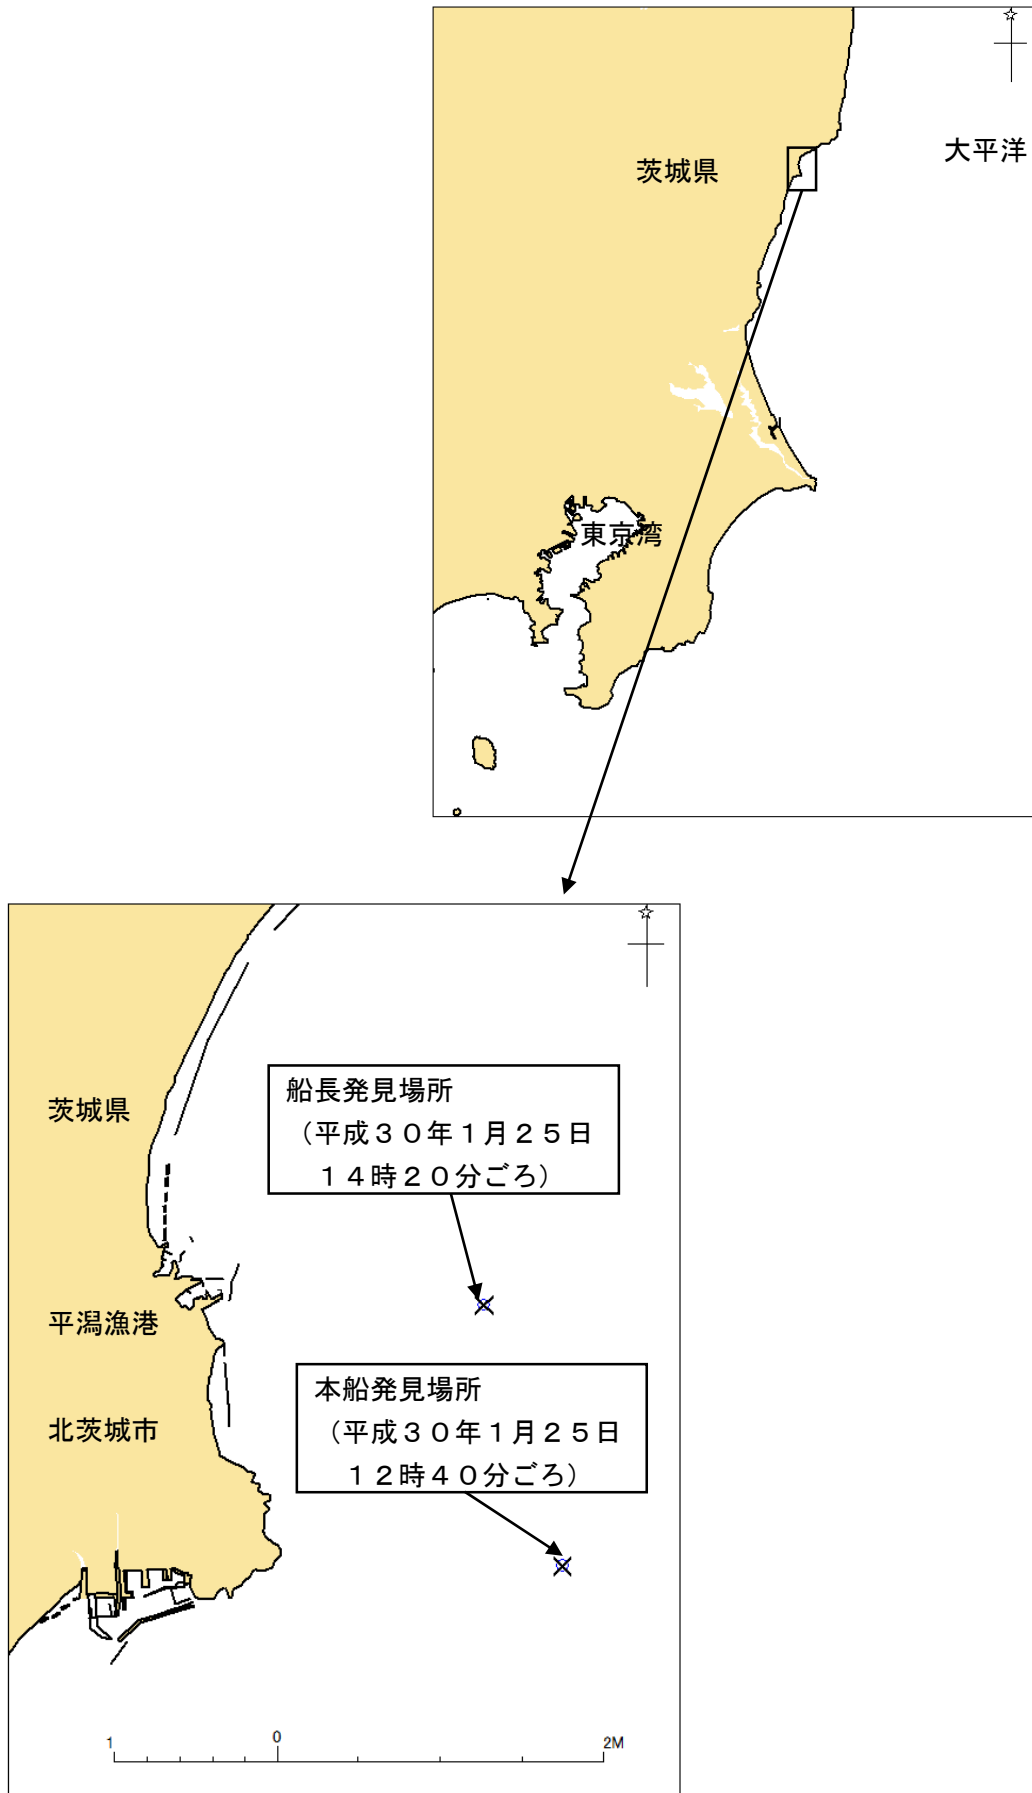 茨城県
大平洋
東京湾
船長発見場所
（平成３０年１月２５日
１４時２０分ごろ）
茨城県
平潟漁港
本船発見場所
（平成３０年１月２５日
１２時４０分ごろ）
北茨城市
1 0 2M